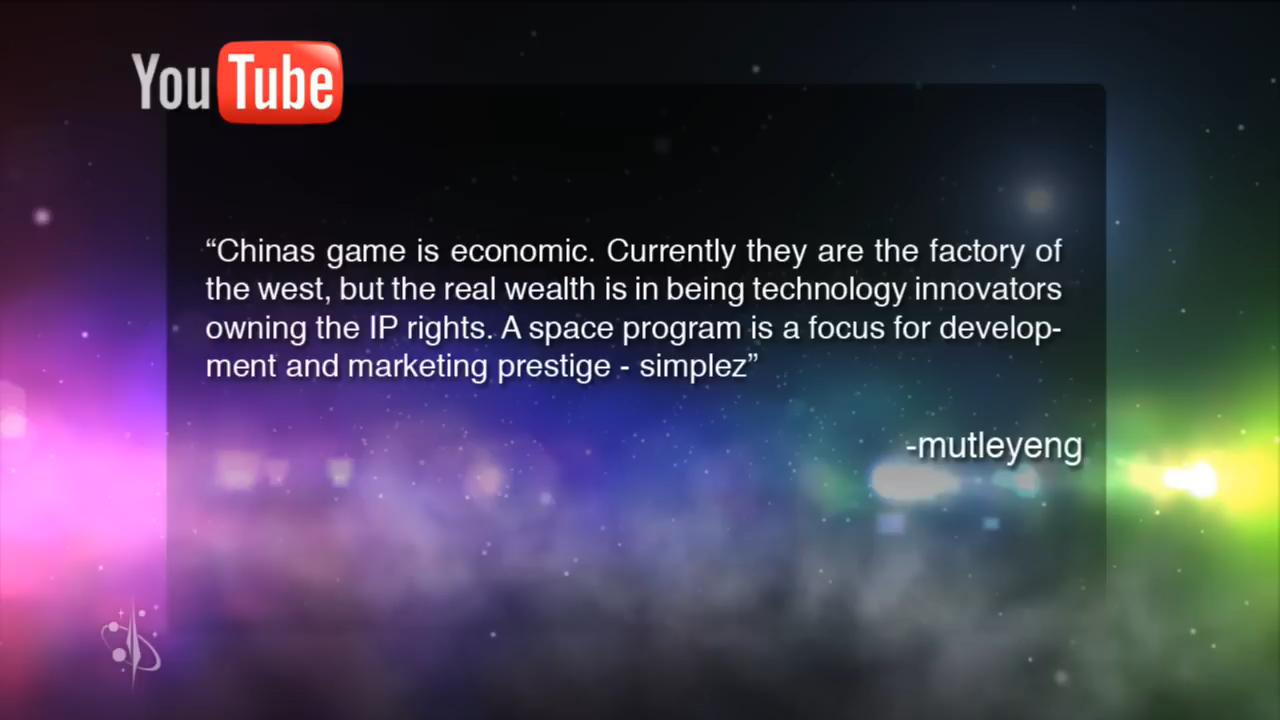 YouTube
“Chinas game is economic. Currently they are the factory of
the west, but the real wealth is in being technology innovators
owning the IP rights. A space program is a focus for develop-
ment and marketing prestige - simplez”
-mutleyeng